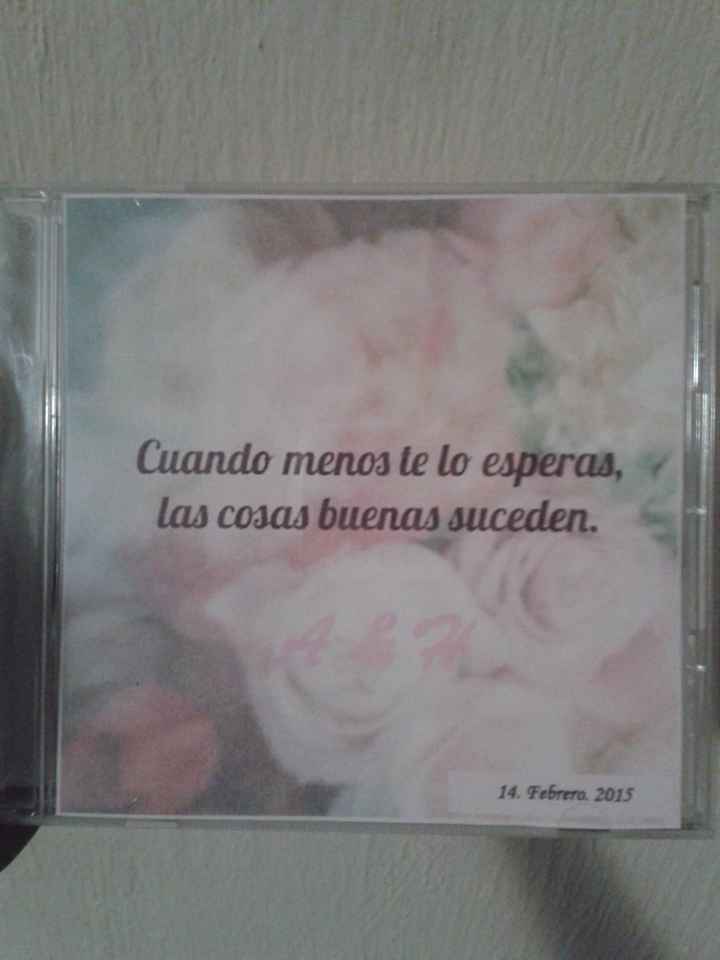 Cuando menos te lo esperas,
las cosas buenas suceden.
A & H
14. Febrero. 2015